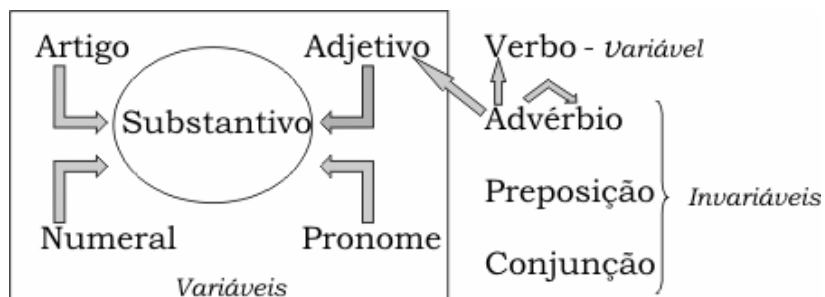 Artigo Adjetivo Verbo - variável
Substantivo Advérbio
Preposição Invariáveis
Numeral Pronome
Conjunção
Variáveis